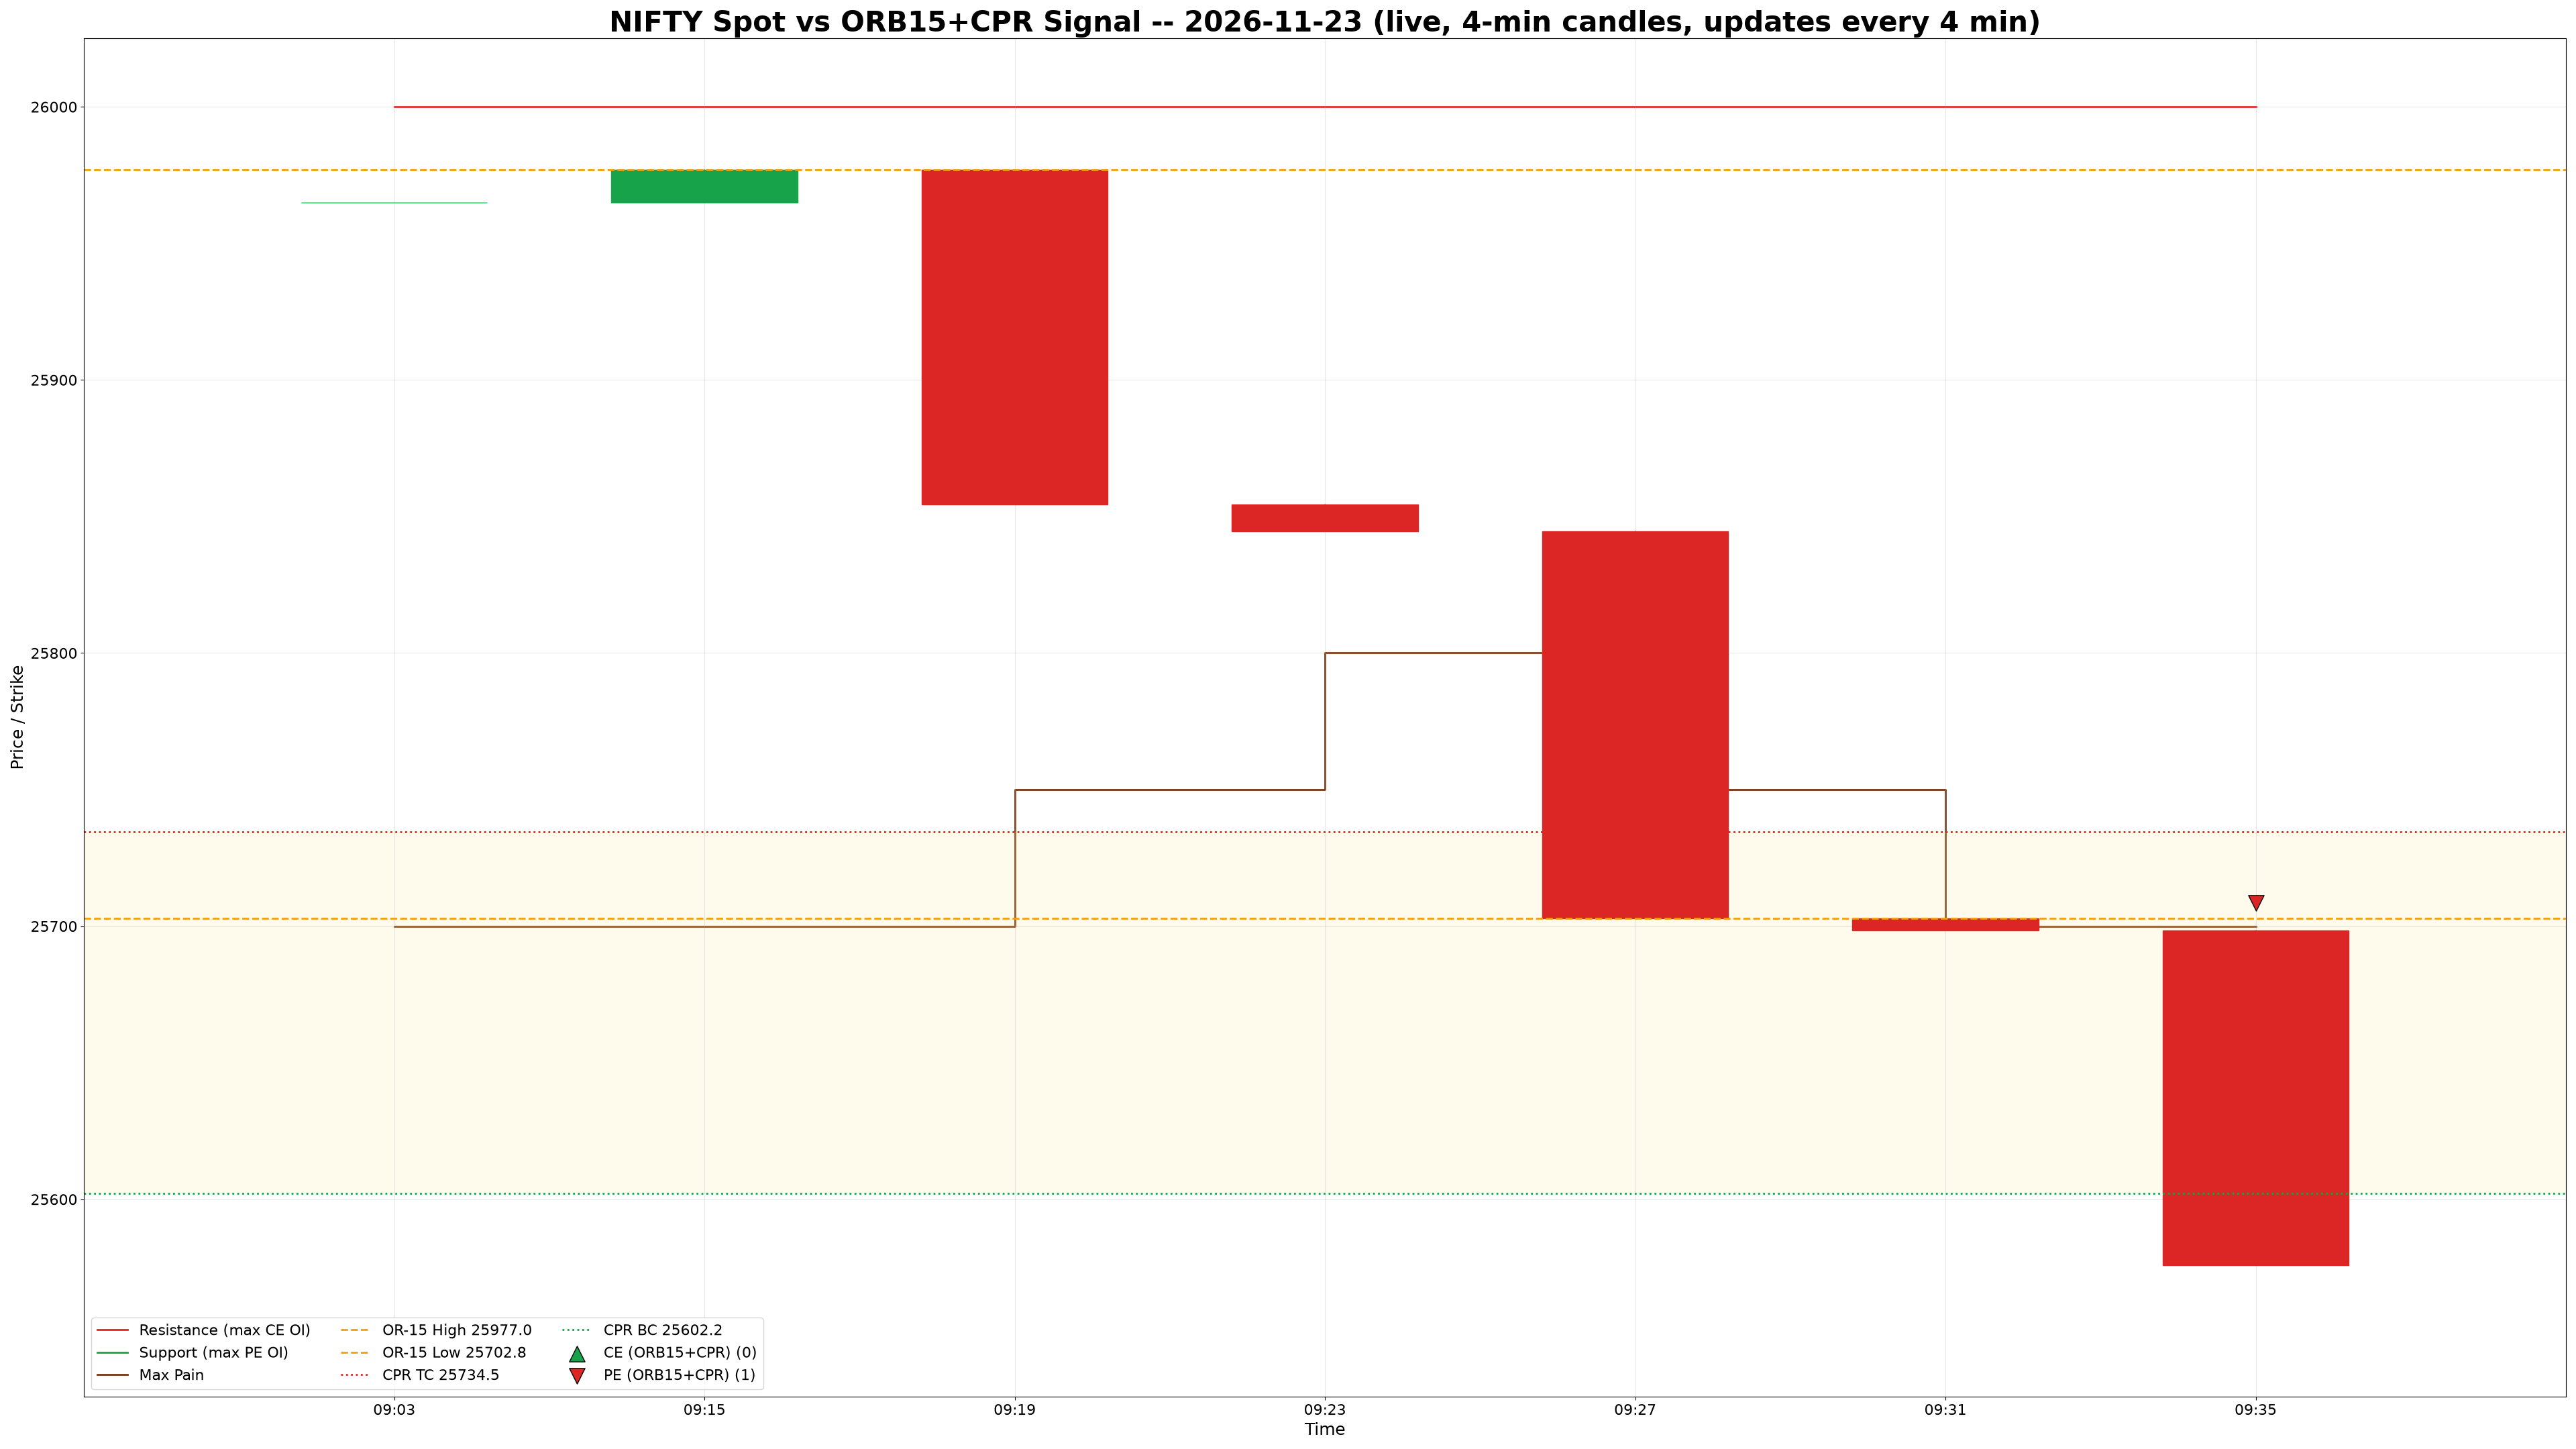 NIFTY Spot vs ORB15+CPR Signal -- 2026-11-23 (live, 4-min candles, updates every 4 min)
Price / Strike
26000
25900
25800
25700
25600
Resistance (max CE OI)
Support (max PE OI)
Max Pain
OR-15 High 25977.0
OR-15 Low 25702.8
CPR TC 25734.5
CPR BC 25602.2
CE (ORB15+CPR) (0)
PE (ORB15+CPR) (1)
09:03
09:15
09:19
09:23
09:27
09:31
09:35
Time